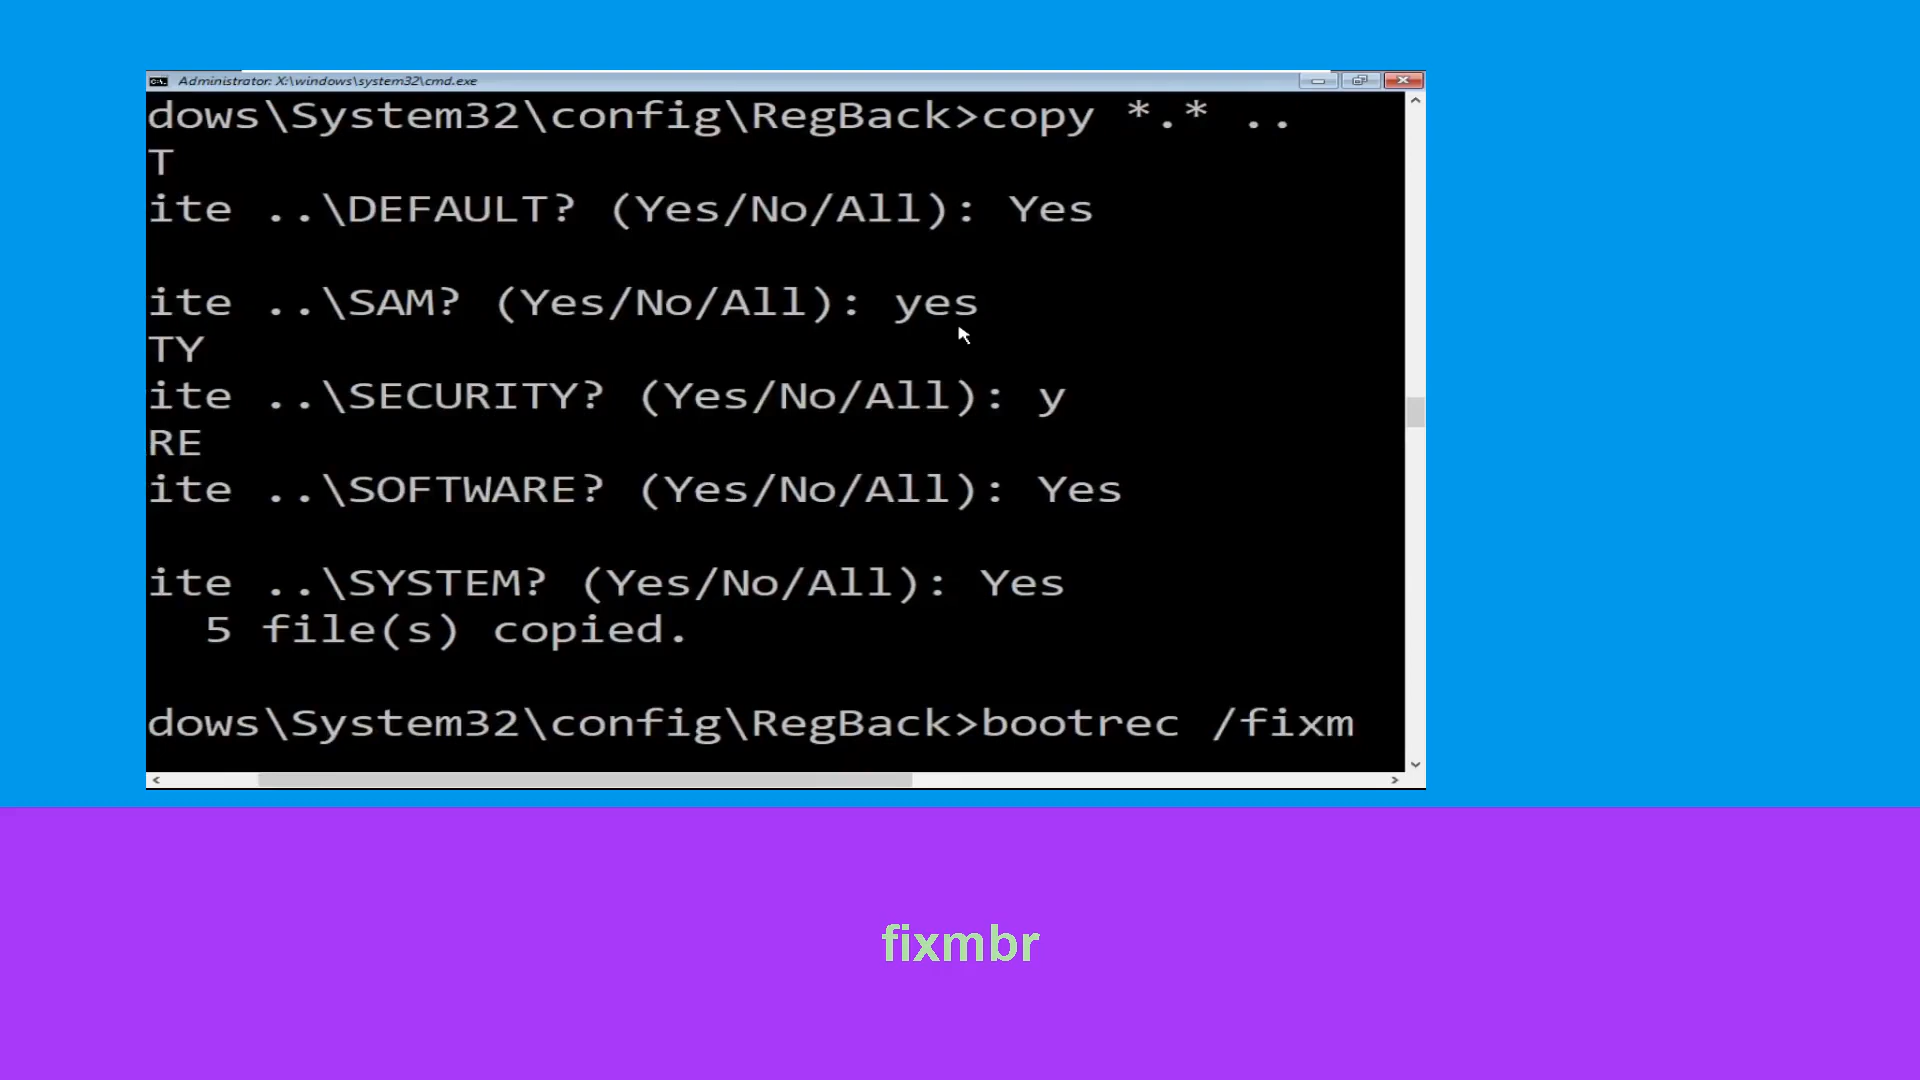 Administrator: X:\windows\system32\cmd.exe
dows\System32\config\RegBack>copy *.* ..
T
ite ..\DEFAULT? (Yes/No/All): Yes
ite ..\SAM? (Yes/No/All): yes
TY
ite ..\SECURITY? (Yes/No/All): y
RE
ite ..\SOFTWARE? (Yes/No/All): Yes
ite ..\SYSTEM? (Yes/No/All): Yes
5 file(s) copied.
dows\System32\config\RegBack>bootrec /fixm
fixmbr